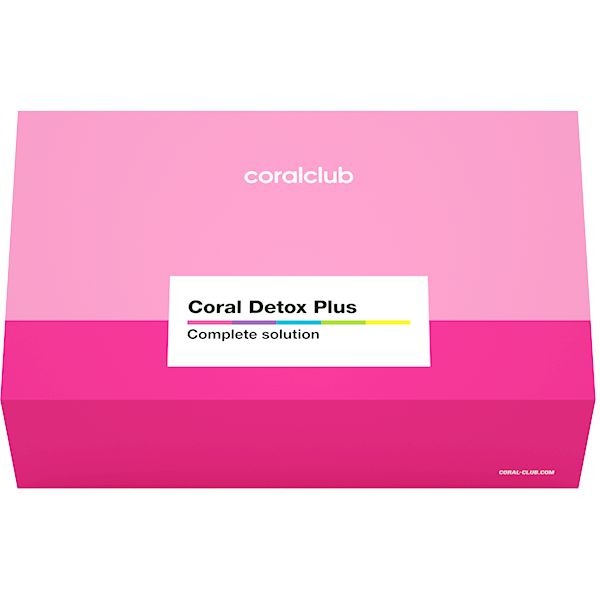 coralclub
Coral Detox Plus
Complete solution
CORAL-CLUB.COM